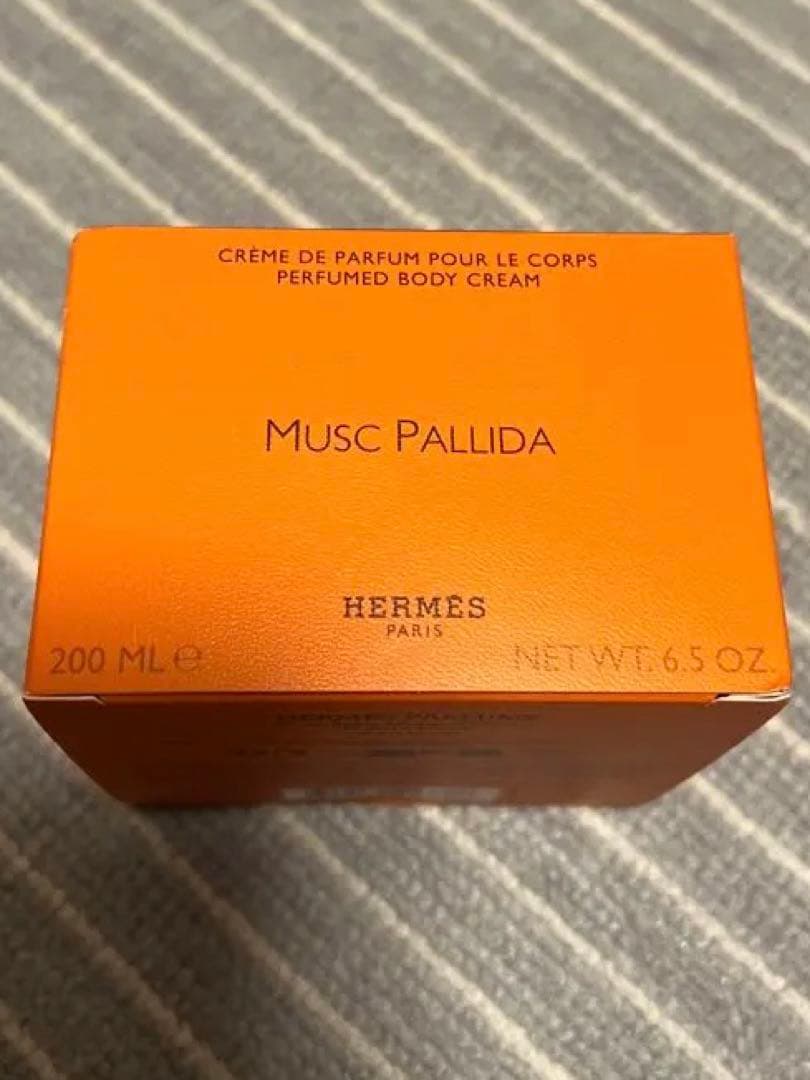 CRÈME DE PARFUM POUR LE CORPS
PERFUMED BODY CREAM
MUSC PALLIDA
HERMÈS
PARIS
200 ML ℮
NET WT. 6.5 OZ.